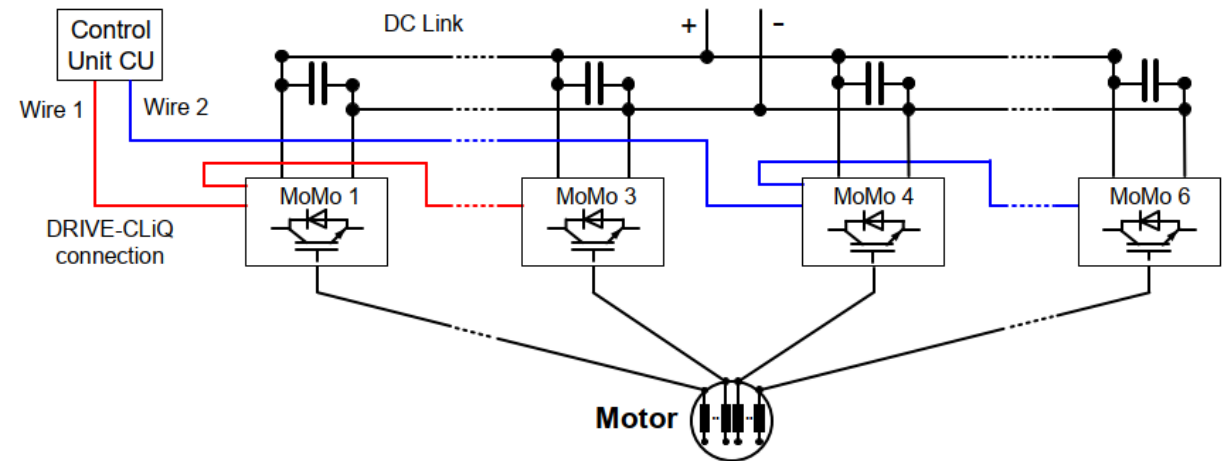 Control
Unit CU
DC Link
+
-
Wire 1
Wire 2
MoMo 1
MoMo 3
MoMo 4
MoMo 6
DRIVE-CLiQ
connection
Motor